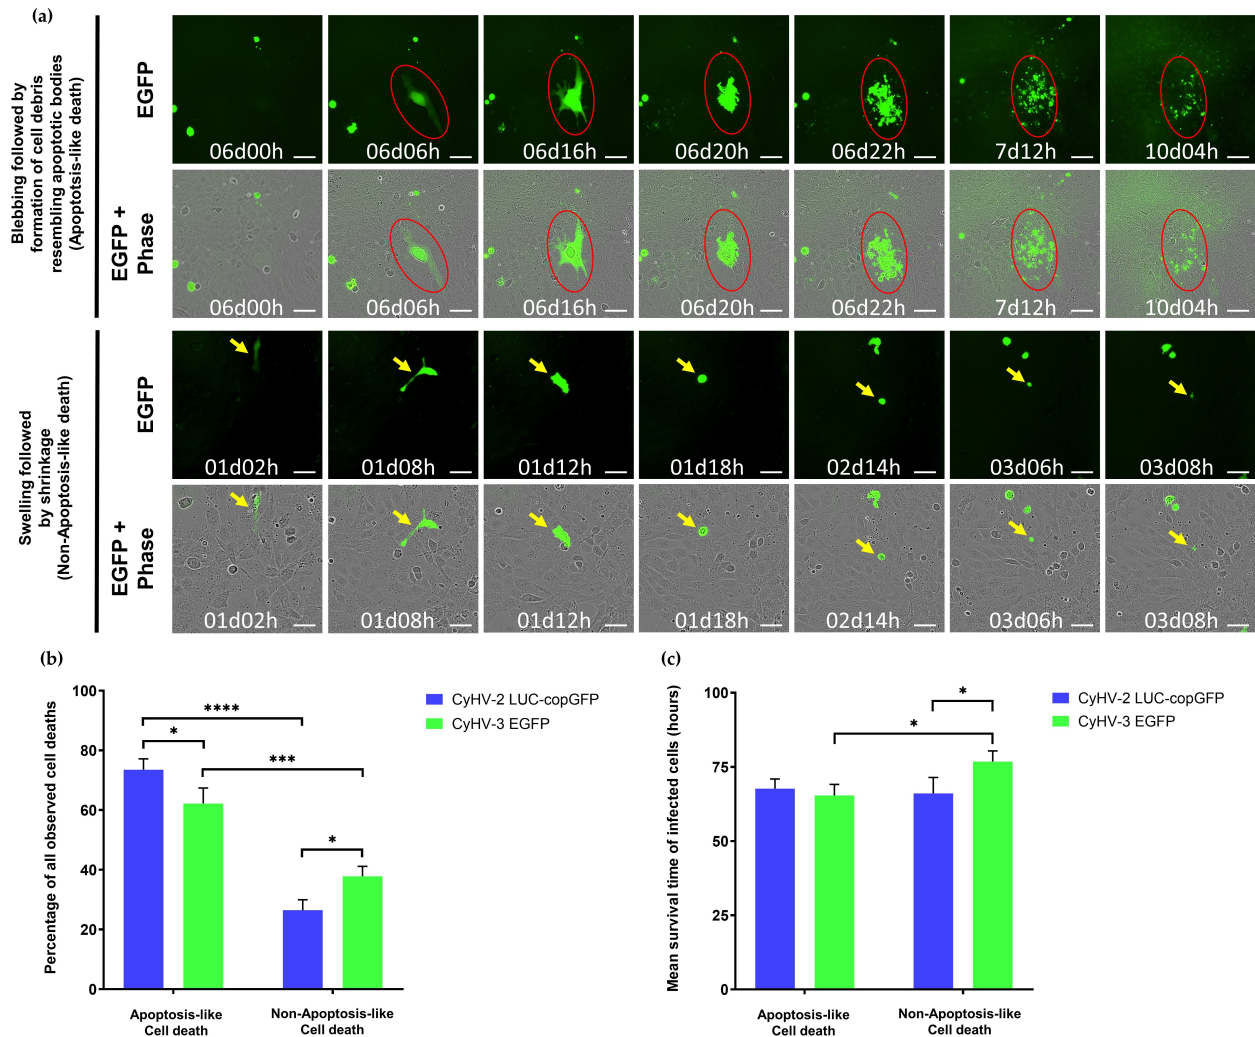 (a)
Blebbing followed by
formation of cell debris
resembling apoptotic bodies
(Apoptotsis-like death)
EGFP
06d00h
06d06h
06d16h
06d20h
06d22h
7d12h
10d04h
EGFP +
Phase
06d00h
06d06h
06d16h
06d20h
06d22h
7d12h
10d04h
Swelling followed
by shrinkage
(Non-Apoptosis-like death)
EGFP
01d02h
01d08h
01d12h
01d18h
02d14h
03d06h
03d08h
EGFP +
Phase
01d02h
01d08h
01d12h
01d18h
02d14h
03d06h
03d08h
(b)
Percentage of all observed cell deaths
100
80
60
40
20
0
****
*
***
*
CyHV-2 LUC-copGFP
CyHV-3 EGFP
Apoptosis-like
Cell death
Non-Apoptosis-like
Cell death
(c)
Mean survival time of infected cells (hours)
100
75
50
25
0
*
*
CyHV-2 LUC-copGFP
CyHV-3 EGFP
Apoptosis-like
Cell death
Non-Apoptosis-like
Cell death